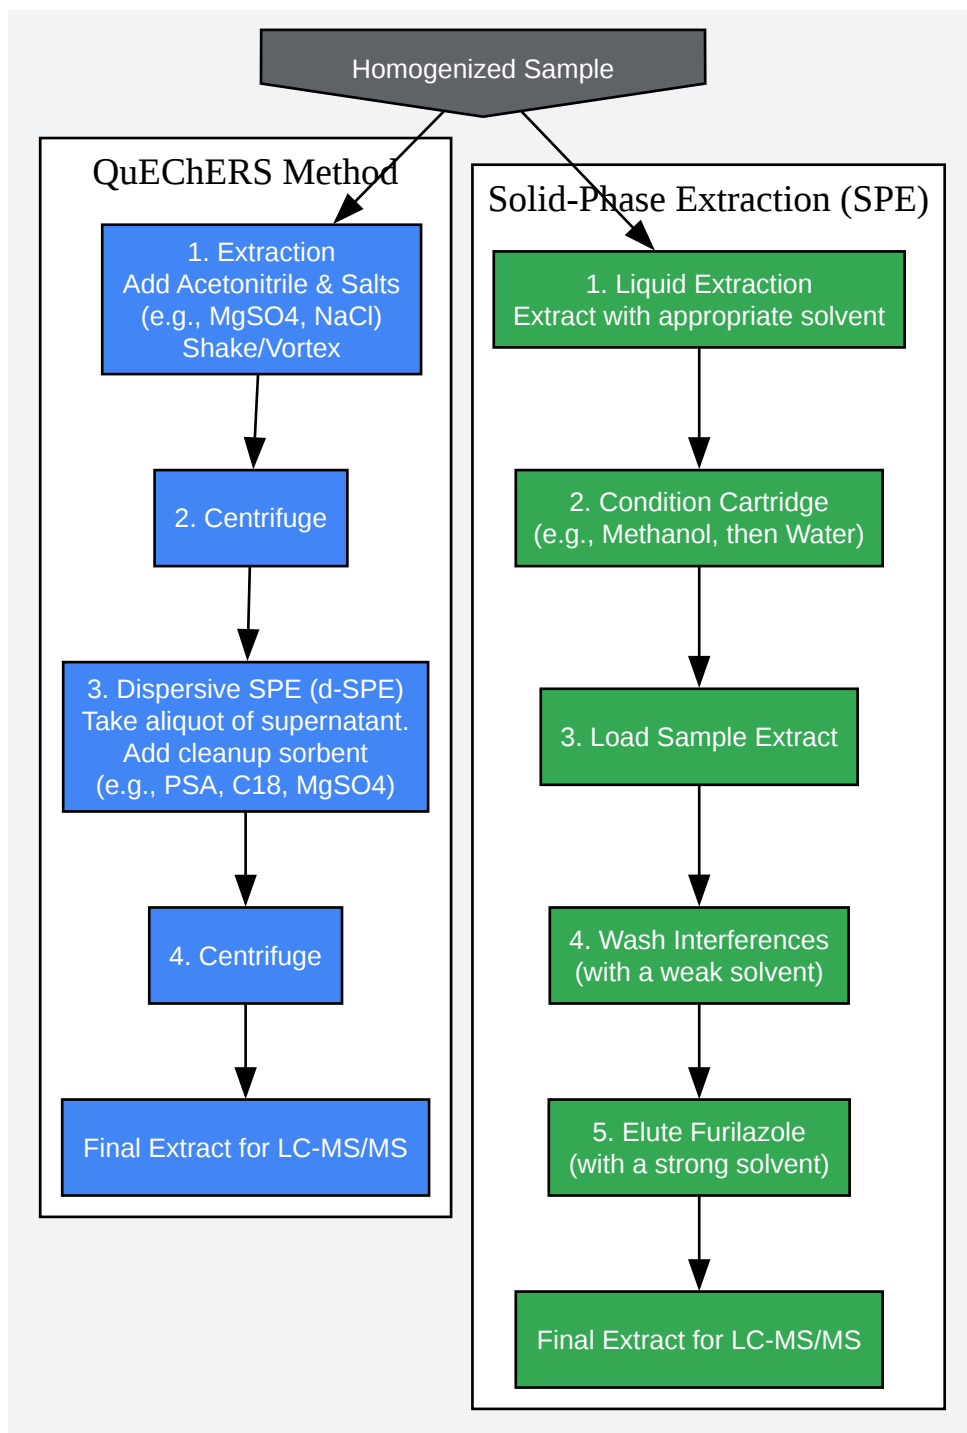 Homogenized Sample
QuEChERS Method
1. Extraction
Add Acetonitrile & Salts
(e.g., MgSO4, NaCl)
Shake/Vortex
2. Centrifuge
3. Dispersive SPE (d-SPE)
Take aliquot of supernatant.
Add cleanup sorbent
(e.g., PSA, C18, MgSO4)
4. Centrifuge
Final Extract for LC-MS/MS
Solid-Phase Extraction (SPE)
1. Liquid Extraction
Extract with appropriate solvent
2. Condition Cartridge
(e.g., Methanol, then Water)
3. Load Sample Extract
4. Wash Interferences
(with a weak solvent)
5. Elute Furilazole
(with a strong solvent)
Final Extract for LC-MS/MS